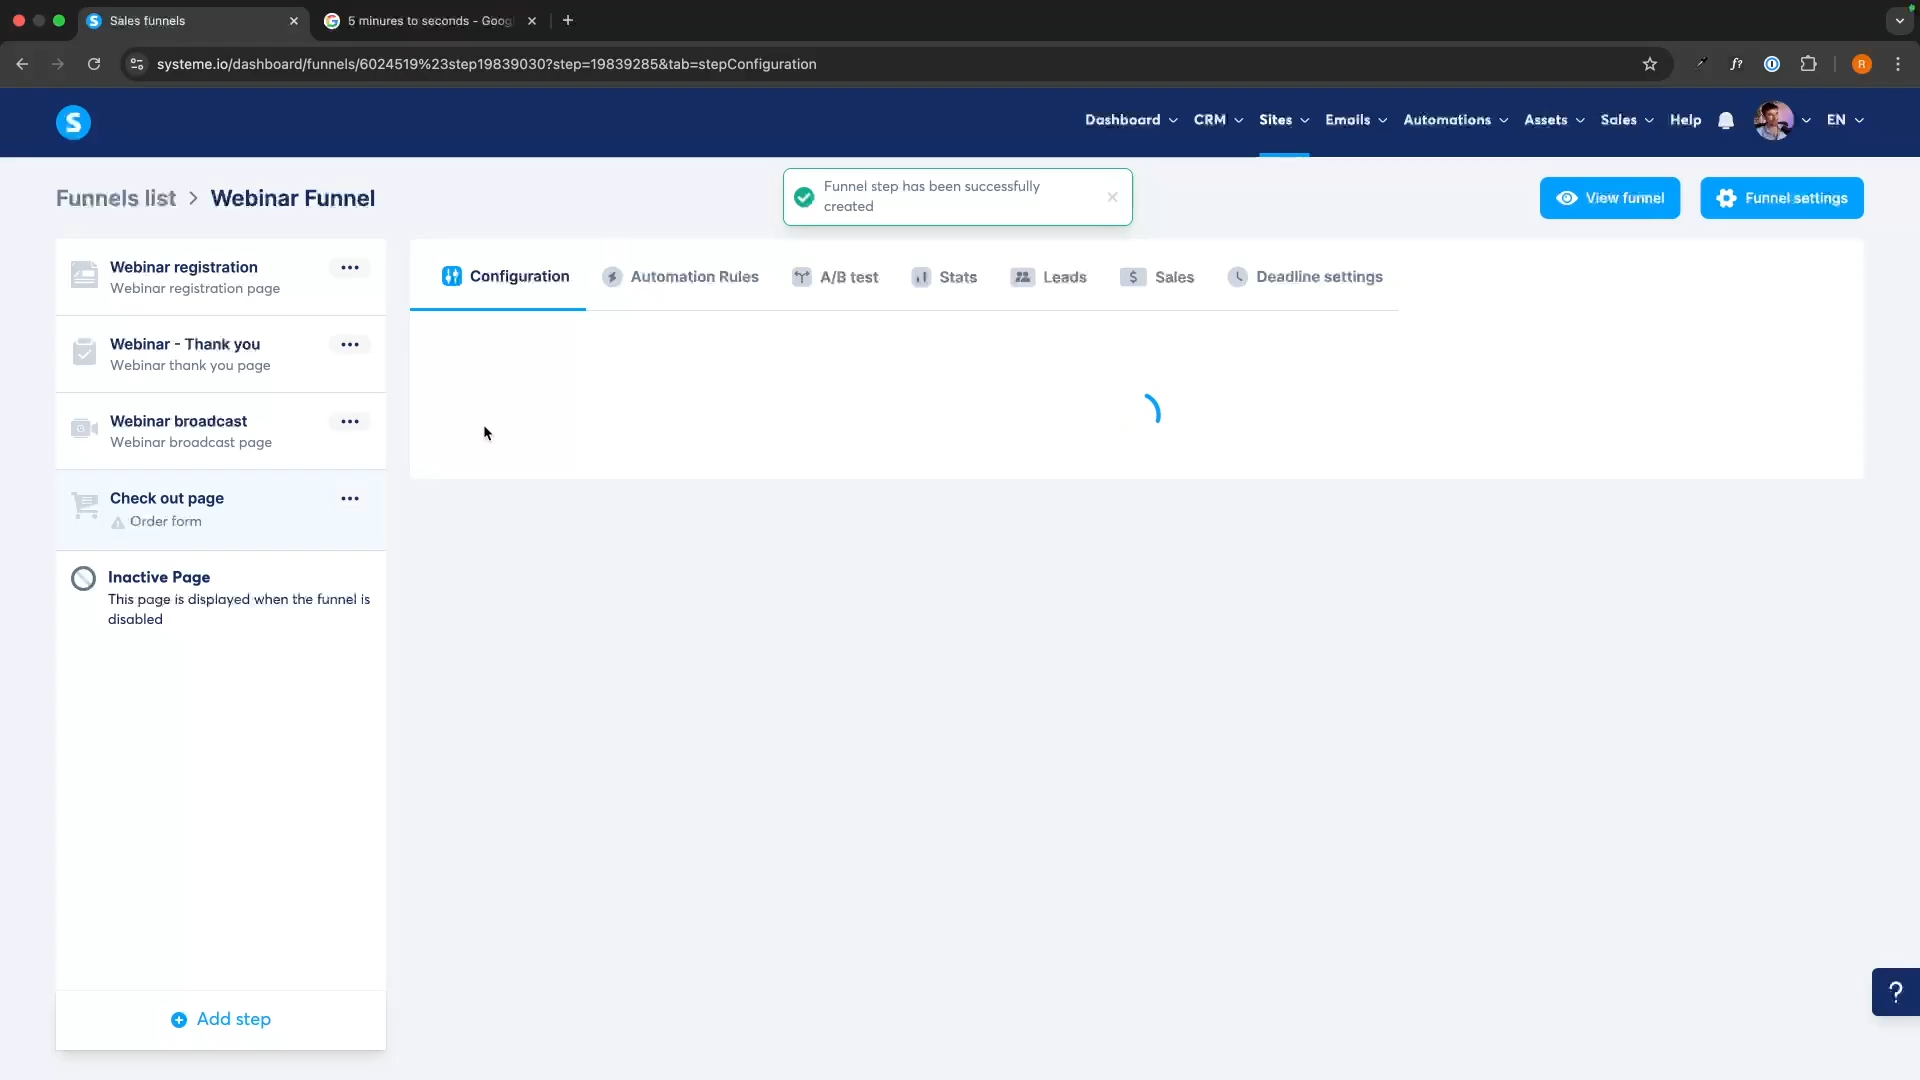 Sales funnels
5 minures to seconds - Goog
systeme.io/dashboard/funnels/6024519%23step19839030?step=19839285&tab=stepConfiguration
f?
R
S
Dashboard
CRM
Sites
Emails
Automations
Assets
Sales
Help
EN
Funnels list > Webinar Funnel
Funnel step has been successfully
created
View funnel
Funnel settings
Webinar registration
Webinar registration page
Webinar - Thank you
Webinar thank you page
Webinar broadcast
Webinar broadcast page
Check out page
Order form
Inactive Page
This page is displayed when the funnel is
disabled
Add step
Configuration
Automation Rules
A/B test
Stats
Leads
Sales
Deadline settings
?